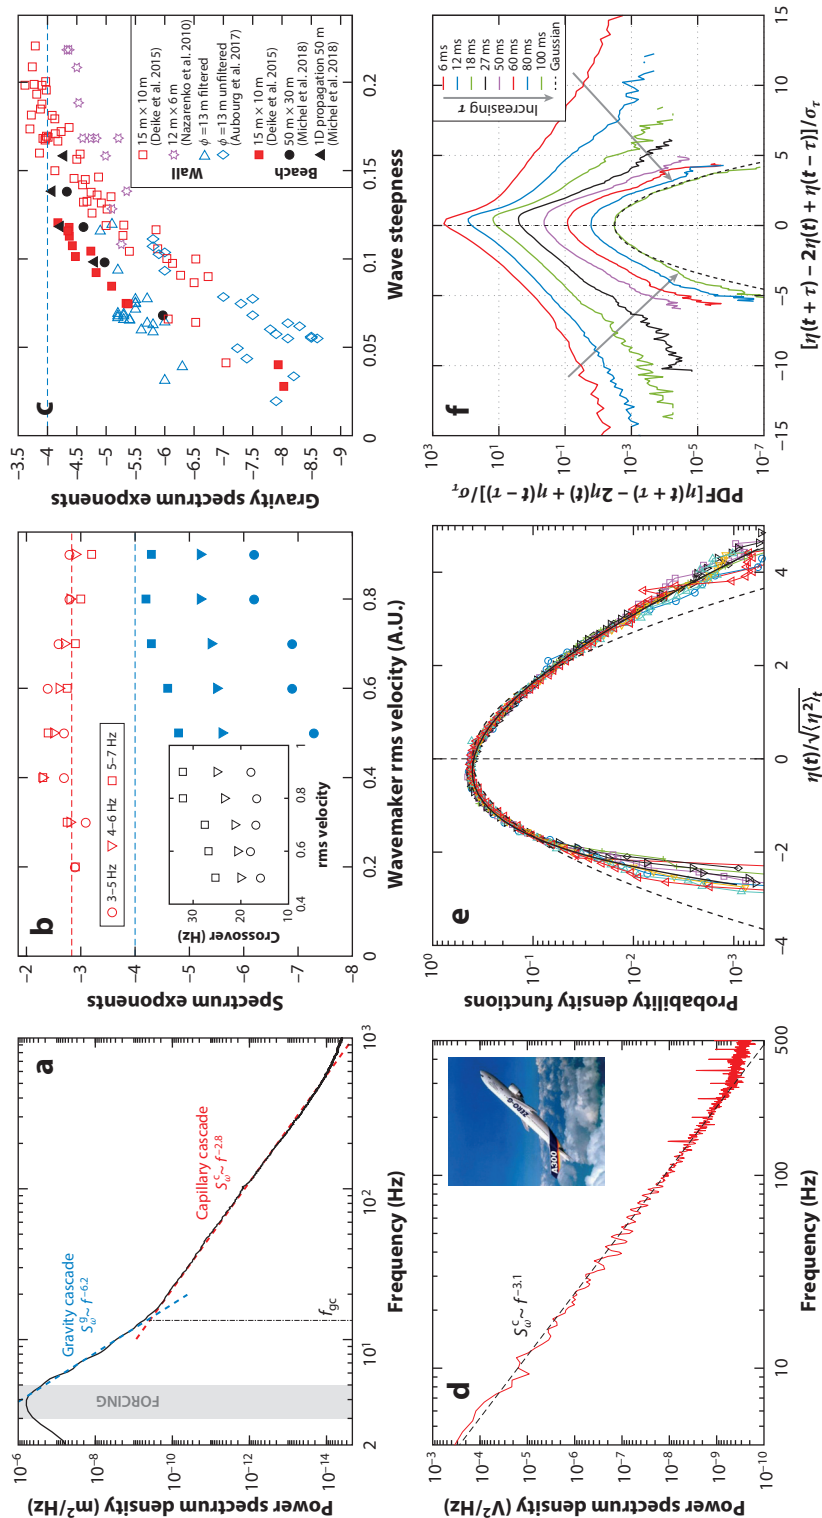 a
Power spectrum density (m²/Hz)
10⁻⁶
10⁻⁸
10⁻¹⁰
10⁻¹²
10⁻¹⁴
FORCING
Gravity cascade
S_ω^g ~ f^−6.2
Capillary cascade
S_ω^c ~ f^−2.8
f_gc
2 10¹ 10² 10³
Frequency (Hz)
b
Spectrum exponents
−2
−3
−4
−5
−6
−7
−8
3–5 Hz 4–6 Hz 5–7 Hz
Crossover (Hz)
30
20
10
0.4 0.6 0.8 1
rms velocity
0 0.2 0.4 0.6 0.8
Wavemaker rms velocity (A.U.)
c
Gravity spectrum exponents
−3.5
−4
−4.5
−5
−5.5
−6
−6.5
−7
−7.5
−8
−8.5
−9
Wall
15 m × 10 m
(Deike et al. 2015)
12 m × 6 m
(Nazarenko et al. 2010)
ϕ = 13 m filtered
ϕ = 13 m unfiltered
(Aubourg et al. 2017)
Beach
15 m × 10 m
(Deike et al. 2015)
50 m × 30 m
(Michel et al. 2018)
1D propagation 50 m
(Michel et al. 2018)
0 0.05 0.1 0.15 0.2
Wave steepness
d
Power spectrum density (V²/Hz)
10⁻³
10⁻⁴
10⁻⁵
10⁻⁶
10⁻⁷
10⁻⁸
10⁻⁹
10⁻¹⁰
S_ω^c ~ f^−3.1
A300 ZERO-G
10 100 500
Frequency (Hz)
e
Probability density functions
10⁰
10⁻¹
10⁻²
10⁻³
−4 −2 0 2 4
η(t)/√⟨η²⟩_t
f
PDF[η(t + τ) − 2η(t) + η(t − τ)]/σ_τ
10³
10¹
10⁻¹
10⁻³
10⁻⁵
10⁻⁷
Increasing τ
6 ms
12 ms
18 ms
27 ms
50 ms
60 ms
80 ms
100 ms
Gaussian
−15 −10 −5 0 5 10 15
[η(t + τ) − 2η(t) + η(t − τ)]/σ_τ